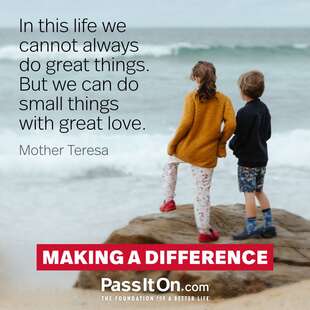 In this life we
cannot always
do great things.
But we can do
small things
with great love.
Mother Teresa
MAKING A DIFFERENCE
PassItOn.com
THE FOUNDATION FOR A BETTER LIFE